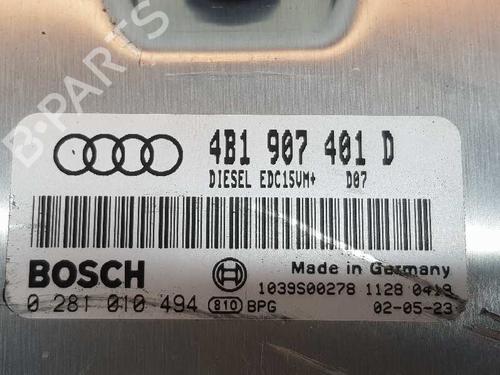 B-PARTS
4B1 907 401 D
DIESEL EDC15VM+ D07
BOSCH
Made in Germany
1039S00278 1128 0419
0 281 010 494 810 BPG 02-05-23